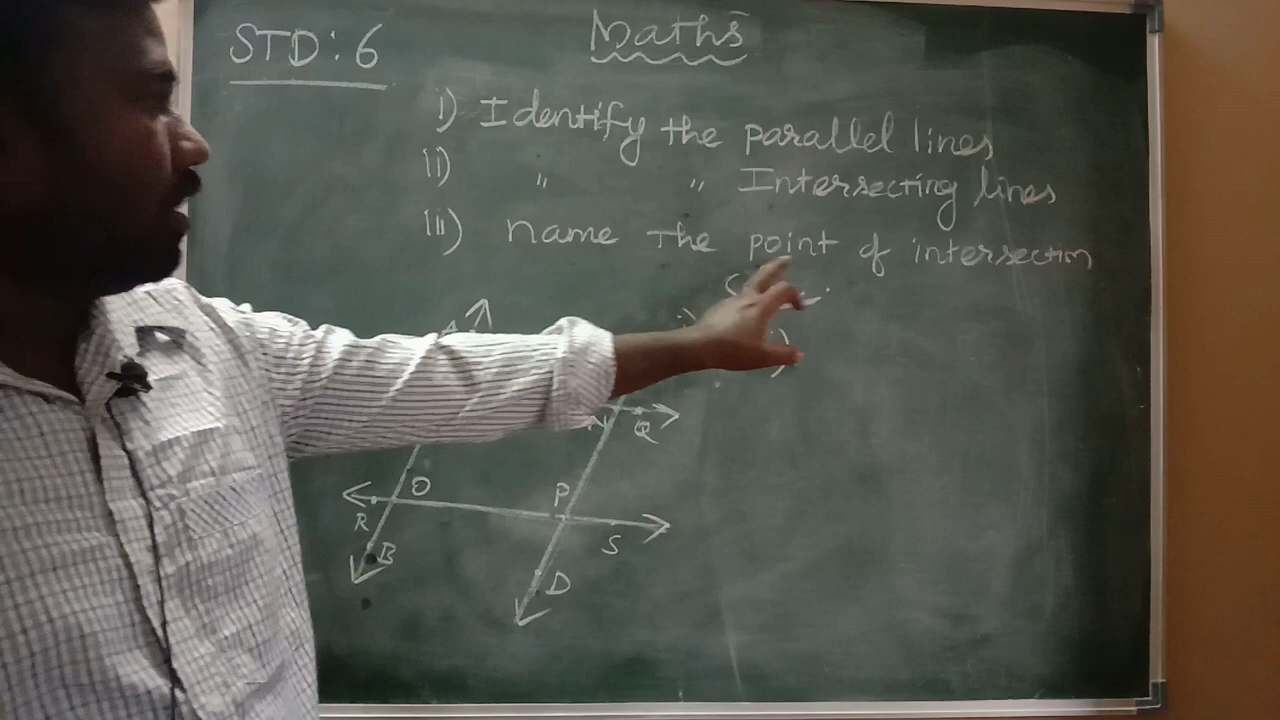 STD: 6
Maths
i) Identify the parallel lines
ii) " " Intersecting lines
iii) name The point of intersection
A
N Q
O
P
R
S
B
D